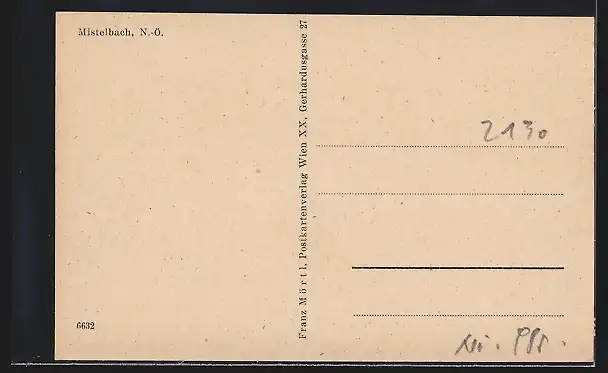 Mistelbach, N.-Ö.
6632
Franz Mörtl, Postkartenverlag Wien XX, Gerhardusgasse 27
2130